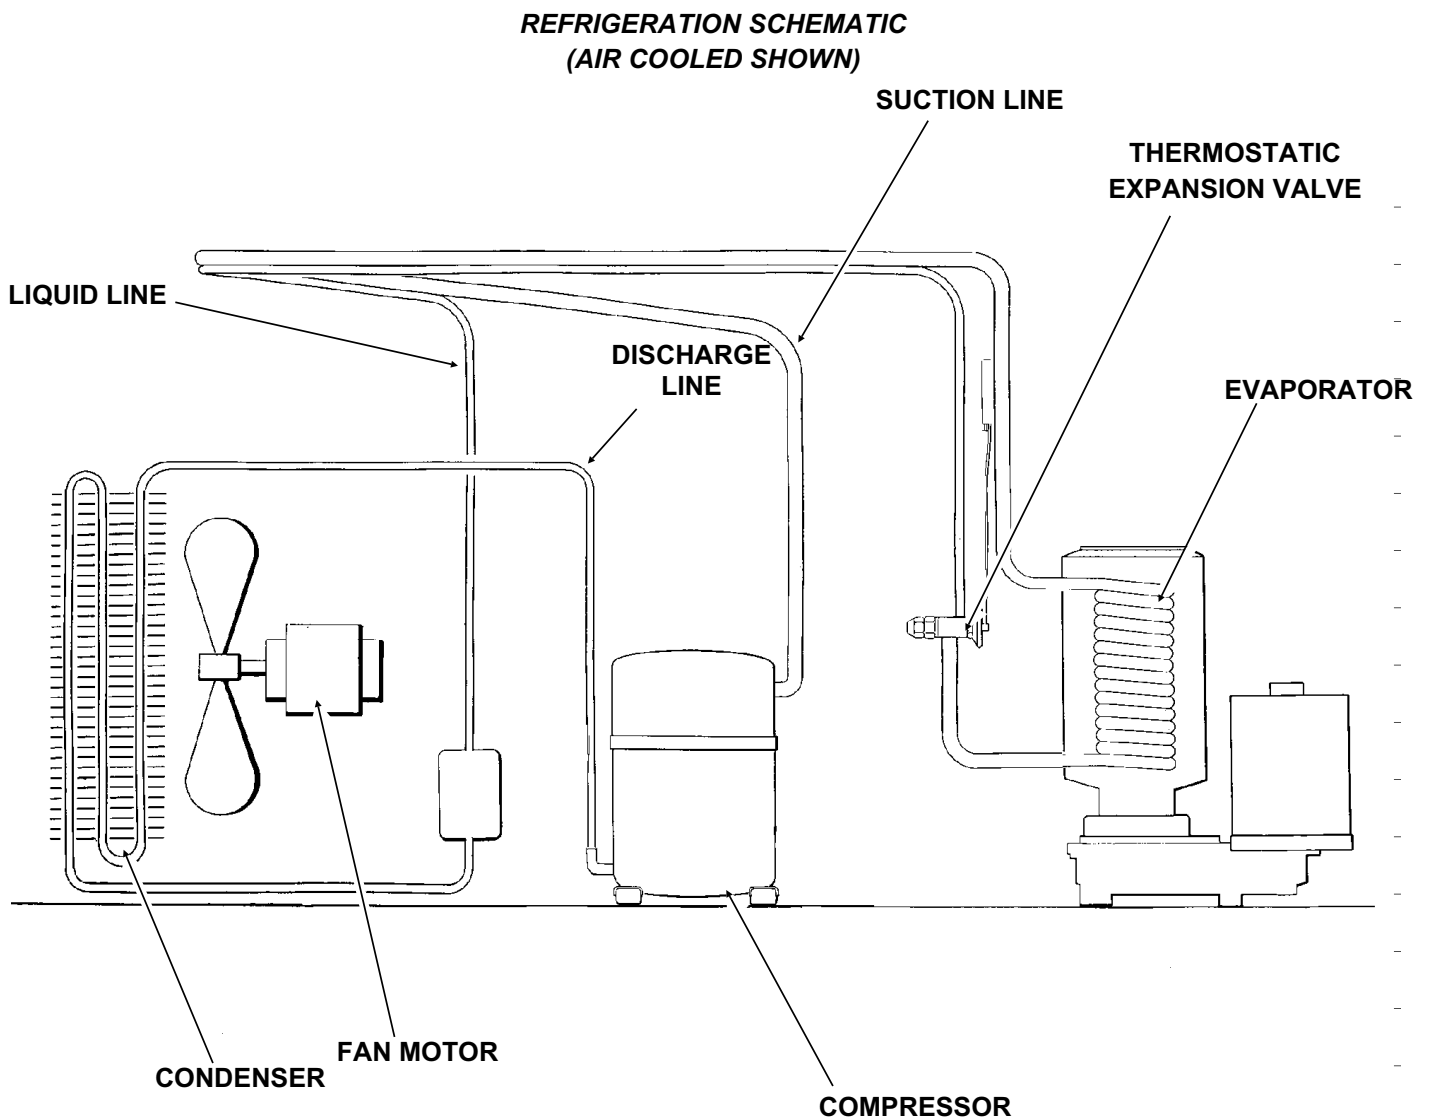 REFRIGERATION SCHEMATIC
(AIR COOLED SHOWN)
SUCTION LINE
THERMOSTATIC
EXPANSION VALVE
LIQUID LINE
DISCHARGE
LINE
EVAPORATOR
FAN MOTOR
CONDENSER
COMPRESSOR